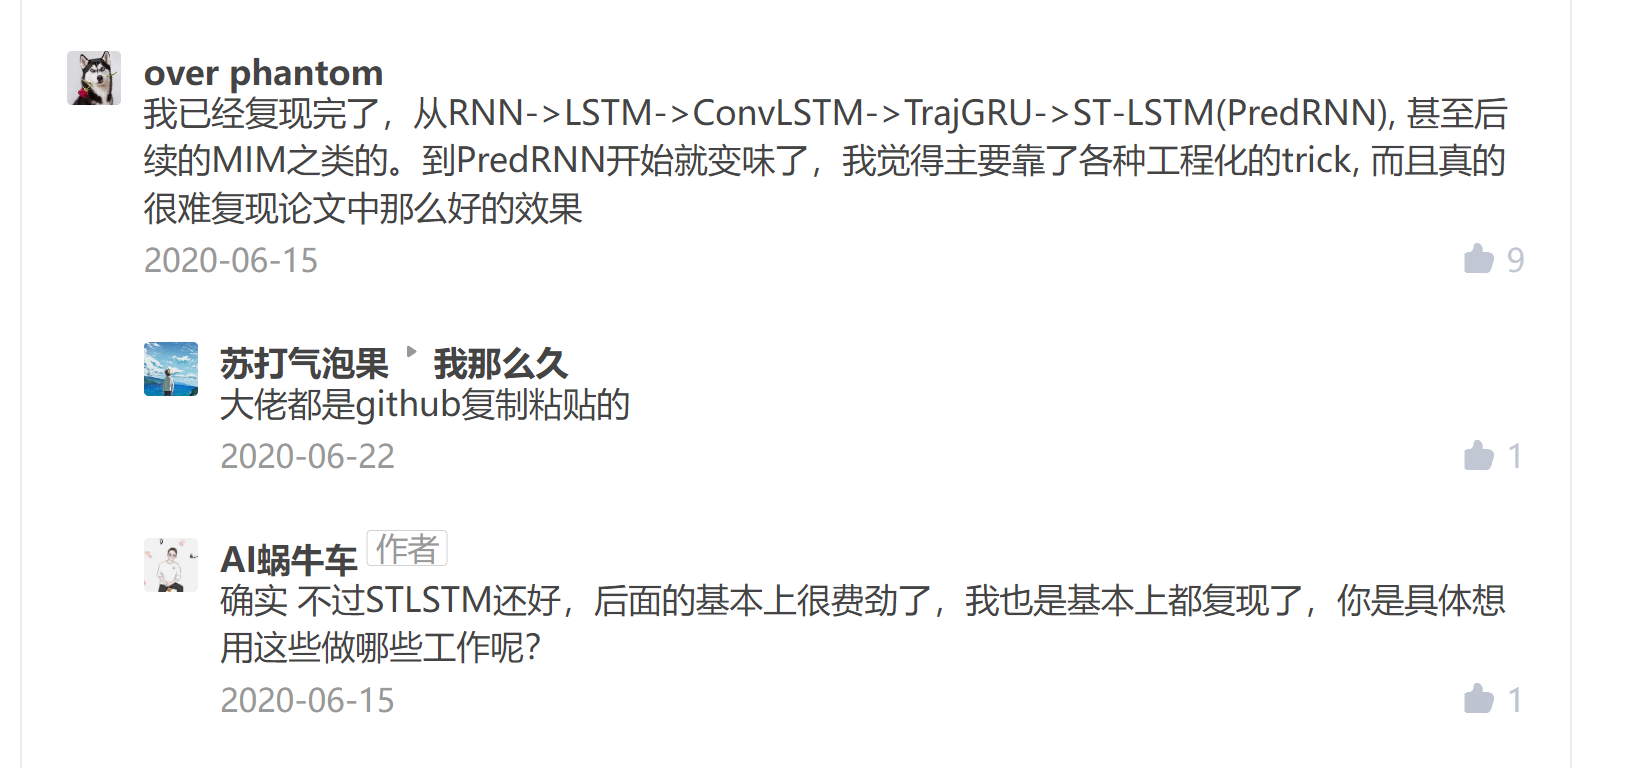 over phantom
我已经复现完了，从RNN->LSTM->ConvLSTM->TrajGRU->ST-LSTM(PredRNN), 甚至后
续的MIM之类的。到PredRNN开始就变味了，我觉得主要靠了各种工程化的trick, 而且真的
很难复现论文中那么好的效果
2020-06-15 9
苏打气泡果 我那么久
大佬都是github复制粘贴的
2020-06-22 1
AI蜗牛车 作者
确实 不过STLSTM还好，后面的基本上很费劲了，我也是基本上都复现了，你是具体想
用这些做哪些工作呢？
2020-06-15 1